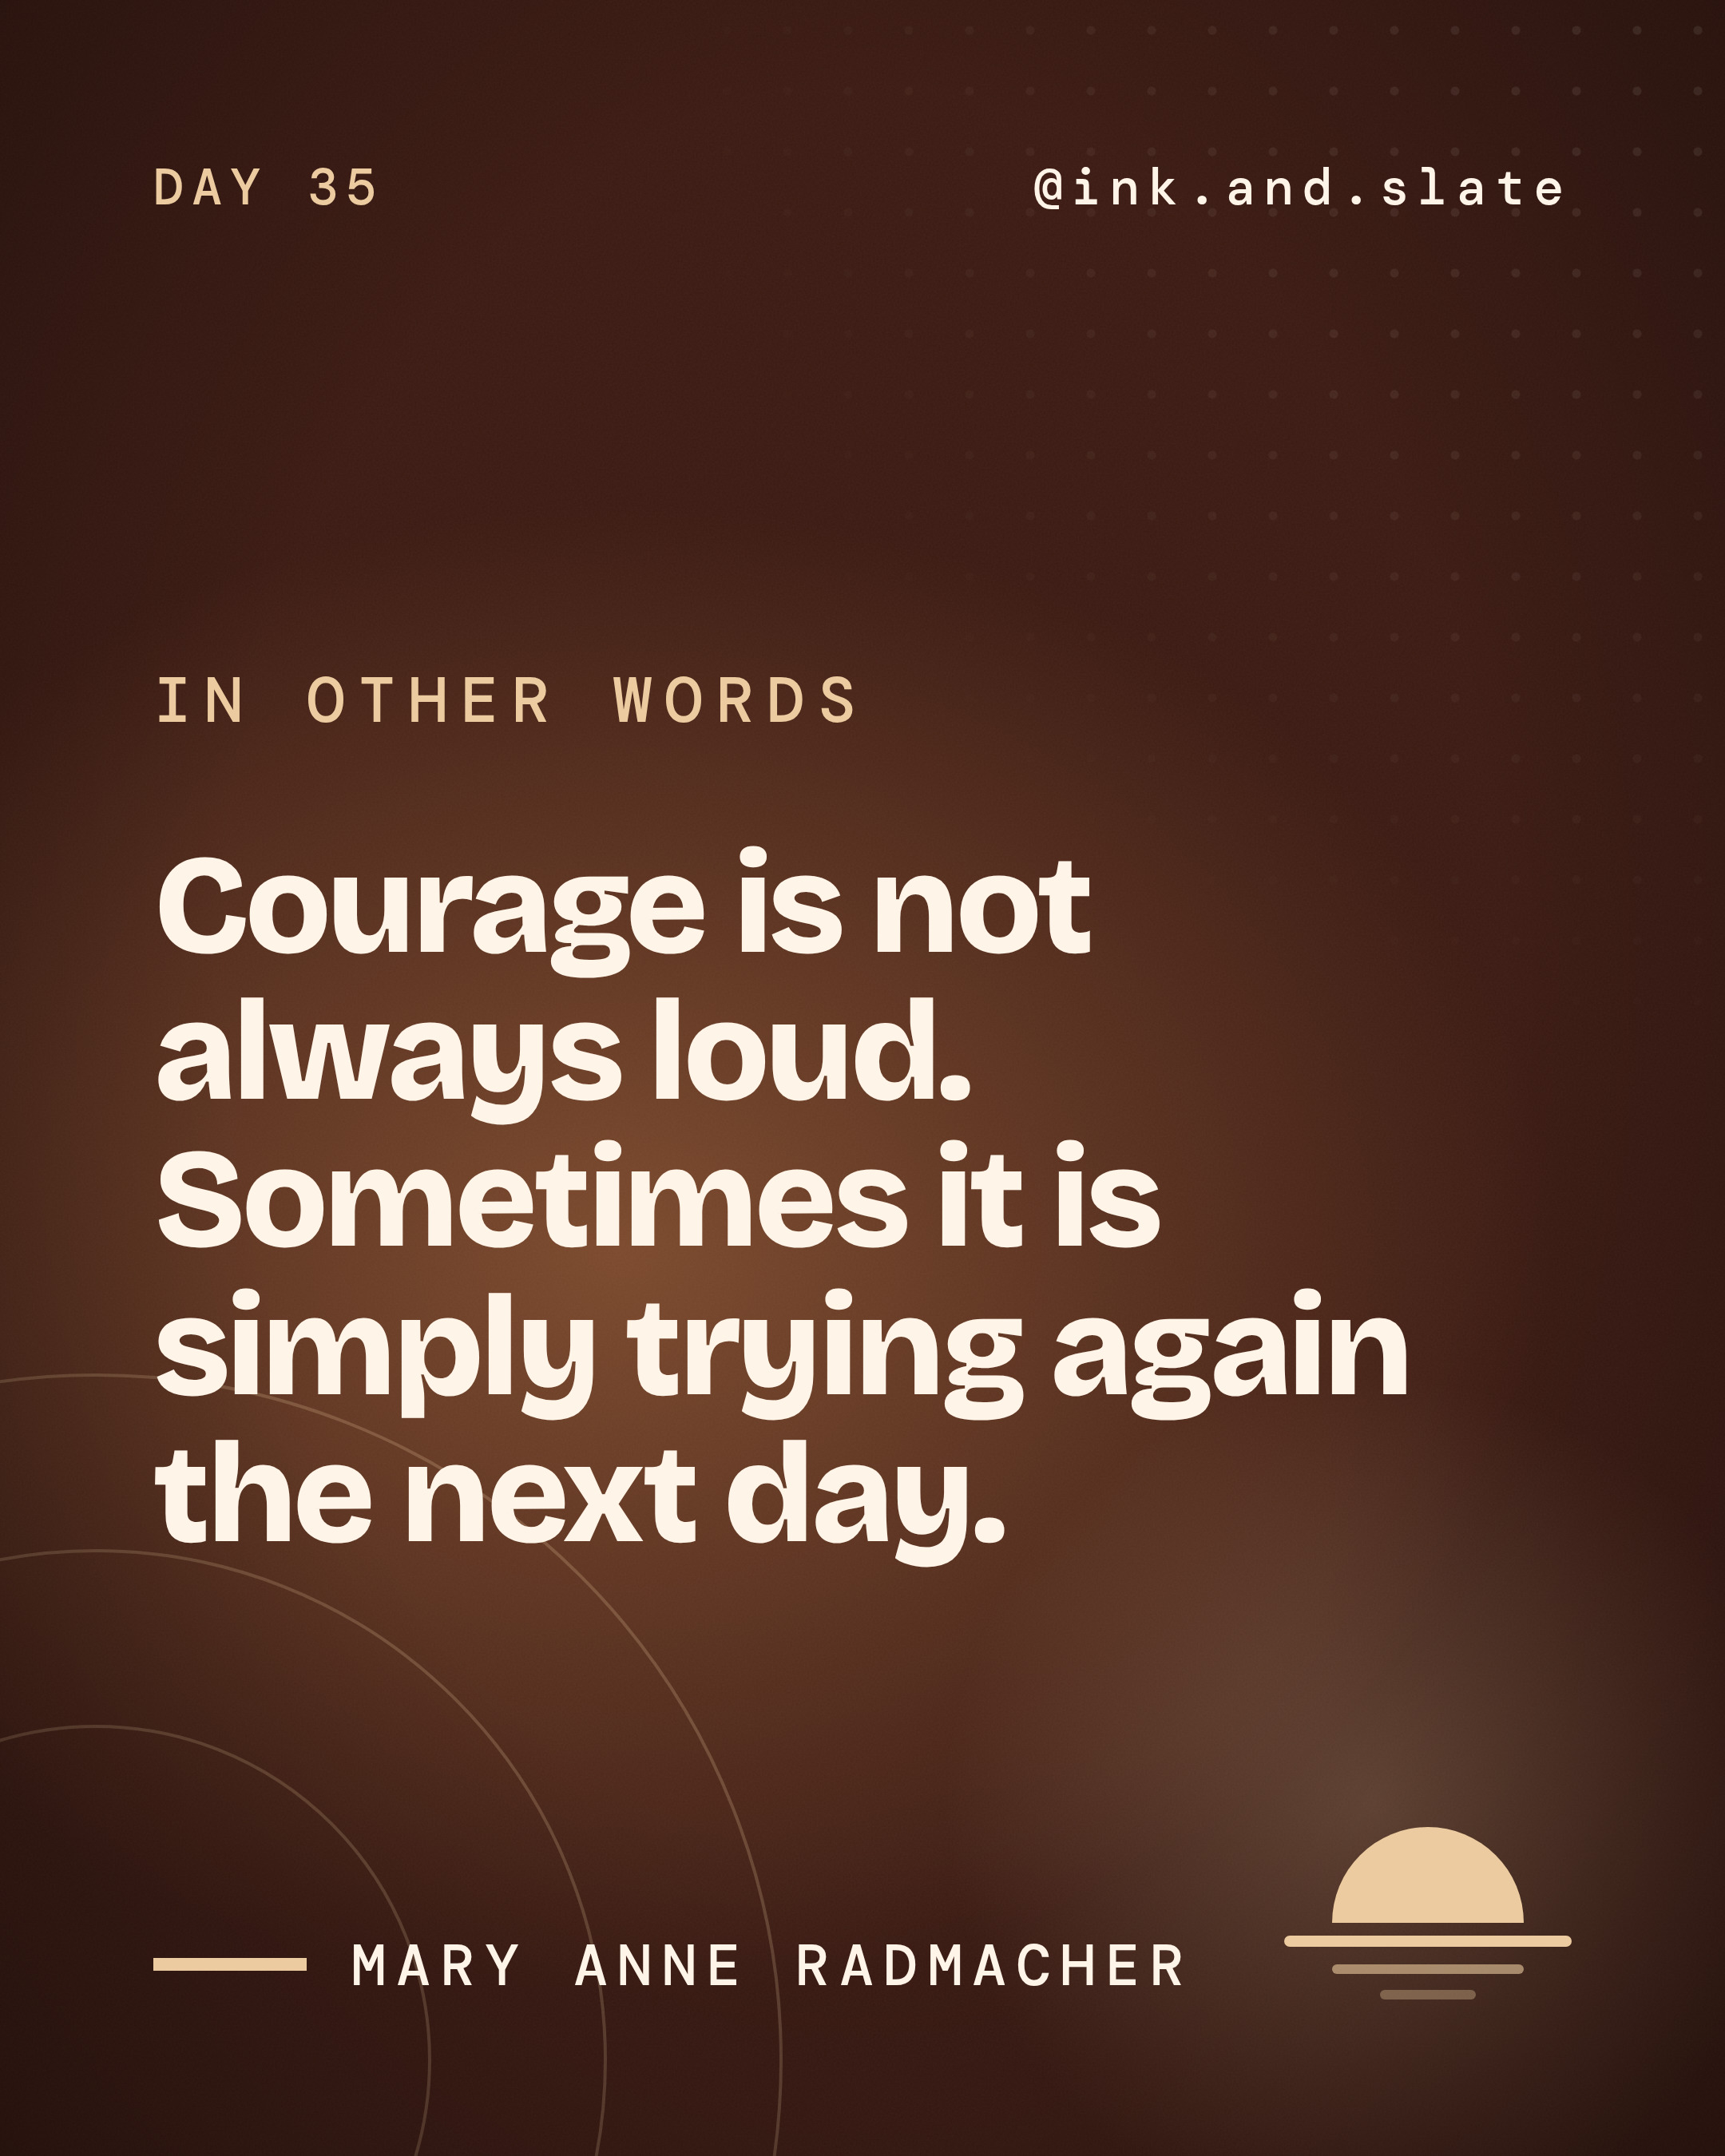 DAY 35
@ink.and.slate
IN OTHER WORDS
Courage is not
always loud.
Sometimes it is
simply trying again
the next day.
MARY ANNE RADMACHER